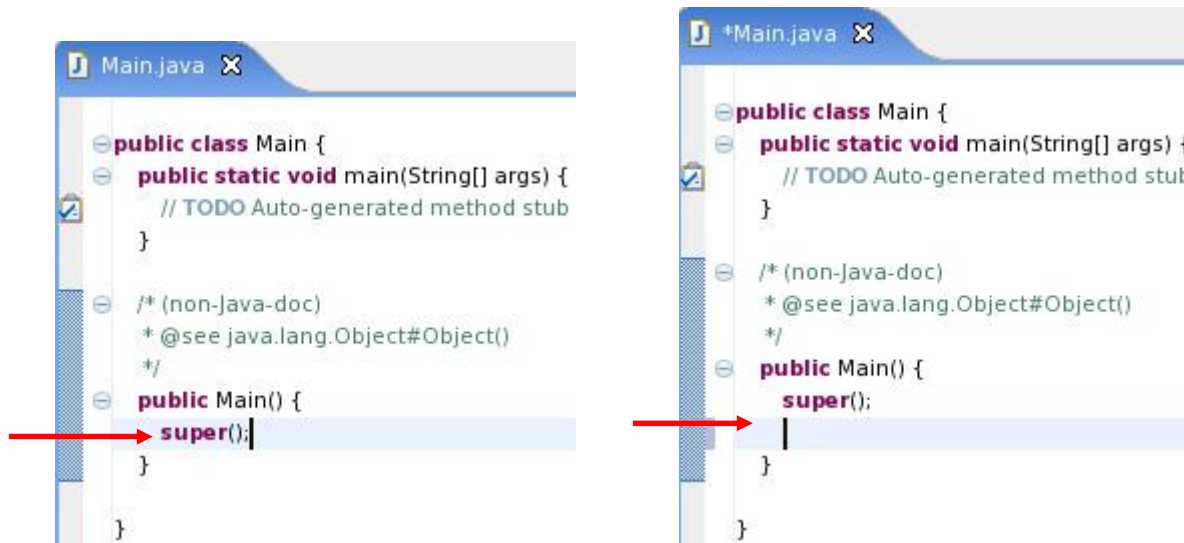 Main.java
public class Main {
public static void main(String[] args) {
// TODO Auto-generated method stub
}
/* (non-Java-doc)
* @see java.lang.Object#Object()
*/
public Main() {
super();
}
}
*Main.java
public class Main {
public static void main(String[] args) {
// TODO Auto-generated method stub
}
/* (non-Java-doc)
* @see java.lang.Object#Object()
*/
public Main() {
super();
}
}